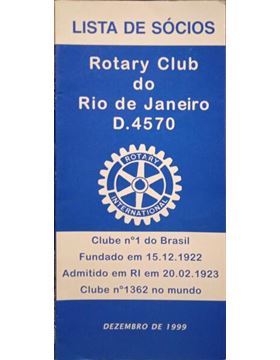 LISTA DE SÓCIOS
Rotary Club
do
Rio de Janeiro
D.4570
ROTARY
INTERNATIONAL
Clube nº1 do Brasil
Fundado em 15.12.1922
Admitido em RI em 20.02.1923
Clube nº1362 no mundo
DEZEMBRO DE 1999